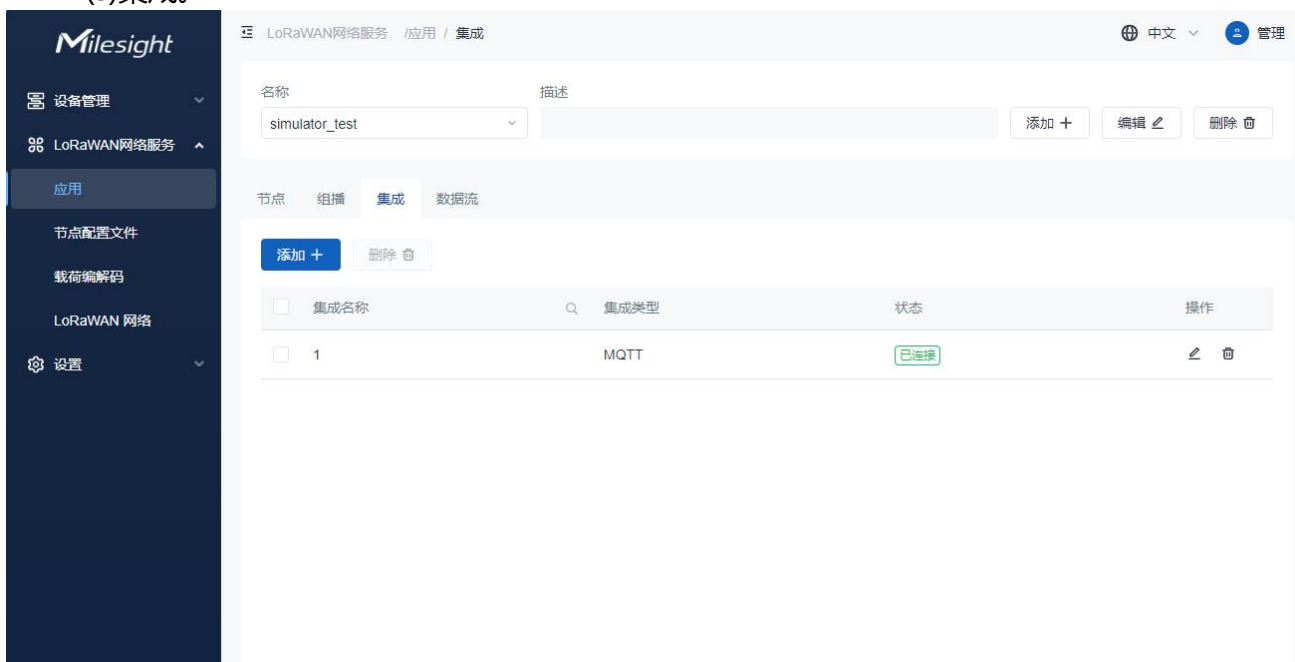 (3)集成。
Milesight
LoRaWAN网络服务 /应用 / 集成
中文
管理
设备管理
LoRaWAN网络服务
应用
节点配置文件
载荷编解码
LoRaWAN 网络
设置
名称
描述
simulator_test
添加
编辑
删除
节点 组播 集成 数据流
添加
删除
集成名称 集成类型 状态 操作
1 MQTT 已连接